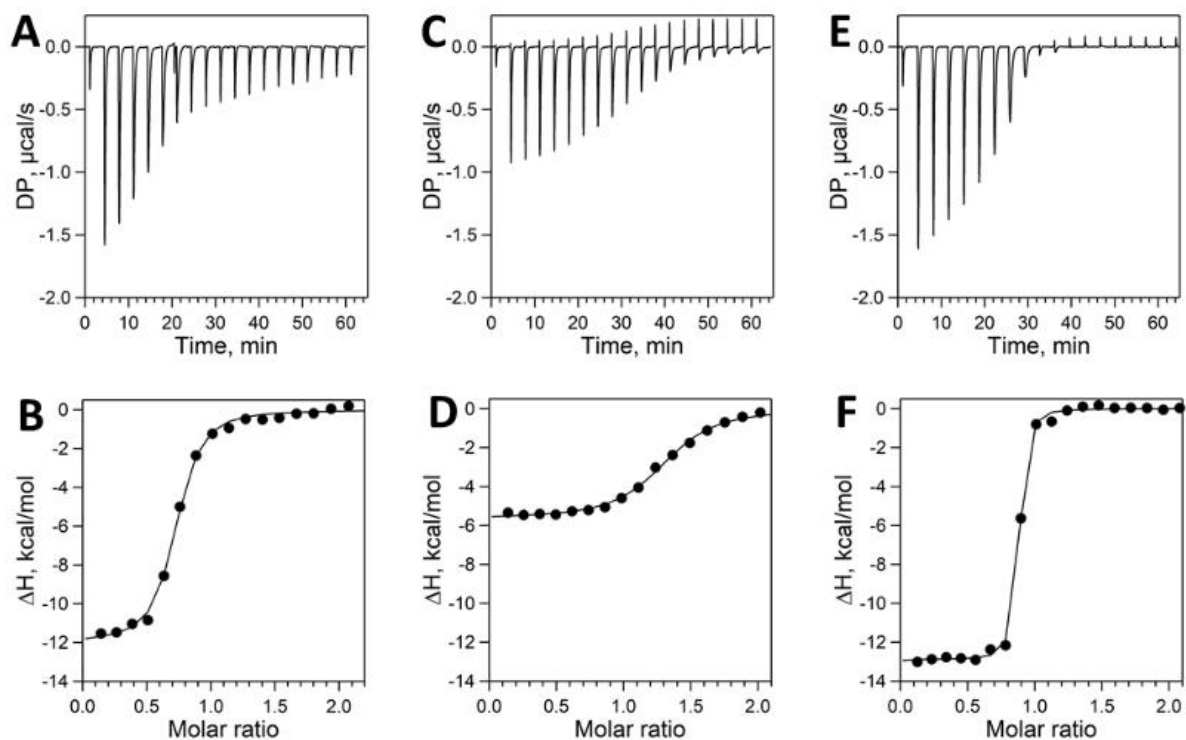 A
C
E
0.0
-0.5
-1.0
-1.5
-2.0
DP, µcal/s
0 10 20 30 40 50 60
Time, min
0.0
-0.5
-1.0
-1.5
-2.0
DP, µcal/s
0 10 20 30 40 50 60
Time, min
0.0
-0.5
-1.0
-1.5
-2.0
DP, µcal/s
0 10 20 30 40 50 60
Time, min
B
D
F
0
-2
-4
-6
-8
-10
-12
-14
ΔH, kcal/mol
0.0 0.5 1.0 1.5 2.0
Molar ratio
0
-2
-4
-6
-8
-10
-12
-14
ΔH, kcal/mol
0.0 0.5 1.0 1.5 2.0
Molar ratio
0
-2
-4
-6
-8
-10
-12
-14
ΔH, kcal/mol
0.0 0.5 1.0 1.5 2.0
Molar ratio